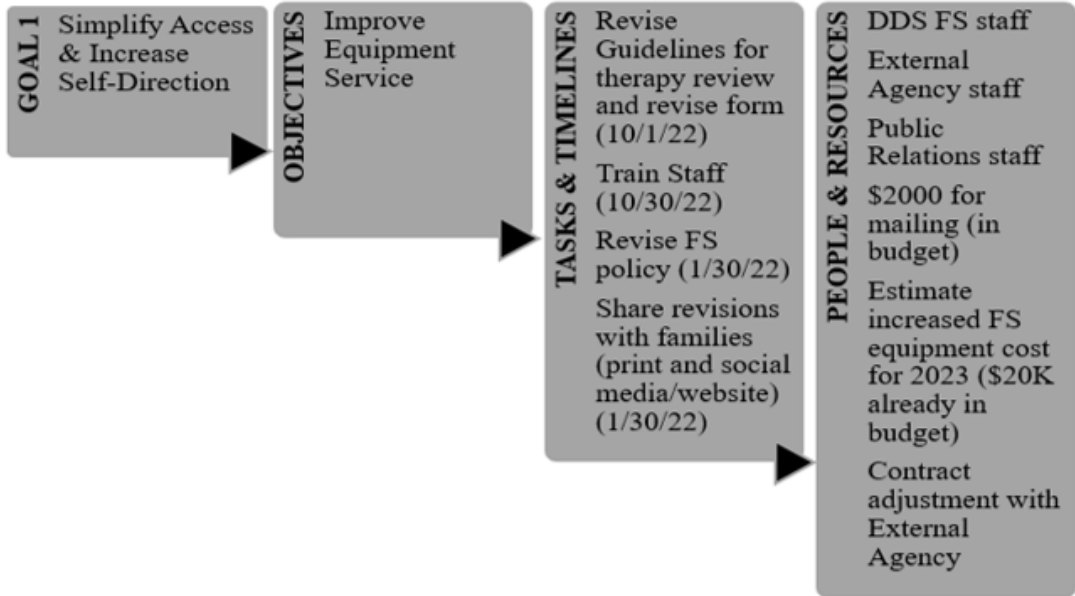 GOAL 1
Simplify Access
& Increase
Self-Direction
OBJECTIVES
Improve
Equipment
Service
TASKS & TIMELINES
Revise
Guidelines for
therapy review
and revise form
(10/1/22)
Train Staff
(10/30/22)
Revise FS
policy (1/30/22)
Share revisions
with families
(print and social
media/website)
(1/30/22)
PEOPLE & RESOURCES
DDS FS staff
External
Agency staff
Public
Relations staff
$2000 for
mailing (in
budget)
Estimate
increased FS
equipment cost
for 2023 ($20K
already in
budget)
Contract
adjustment with
External
Agency